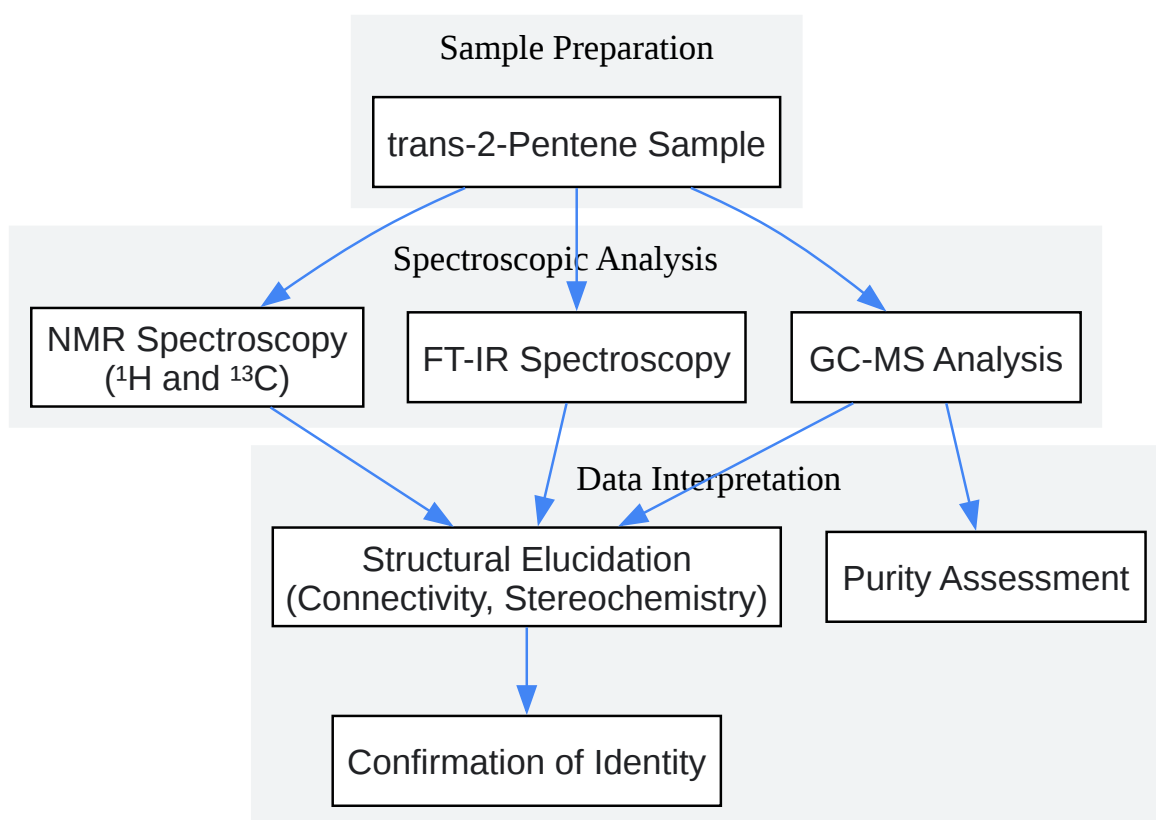 Sample Preparation
trans-2-Pentene Sample
Spectroscopic Analysis
NMR Spectroscopy
(¹H and ¹³C)
FT-IR Spectroscopy
GC-MS Analysis
Data Interpretation
Structural Elucidation
(Connectivity, Stereochemistry)
Purity Assessment
Confirmation of Identity